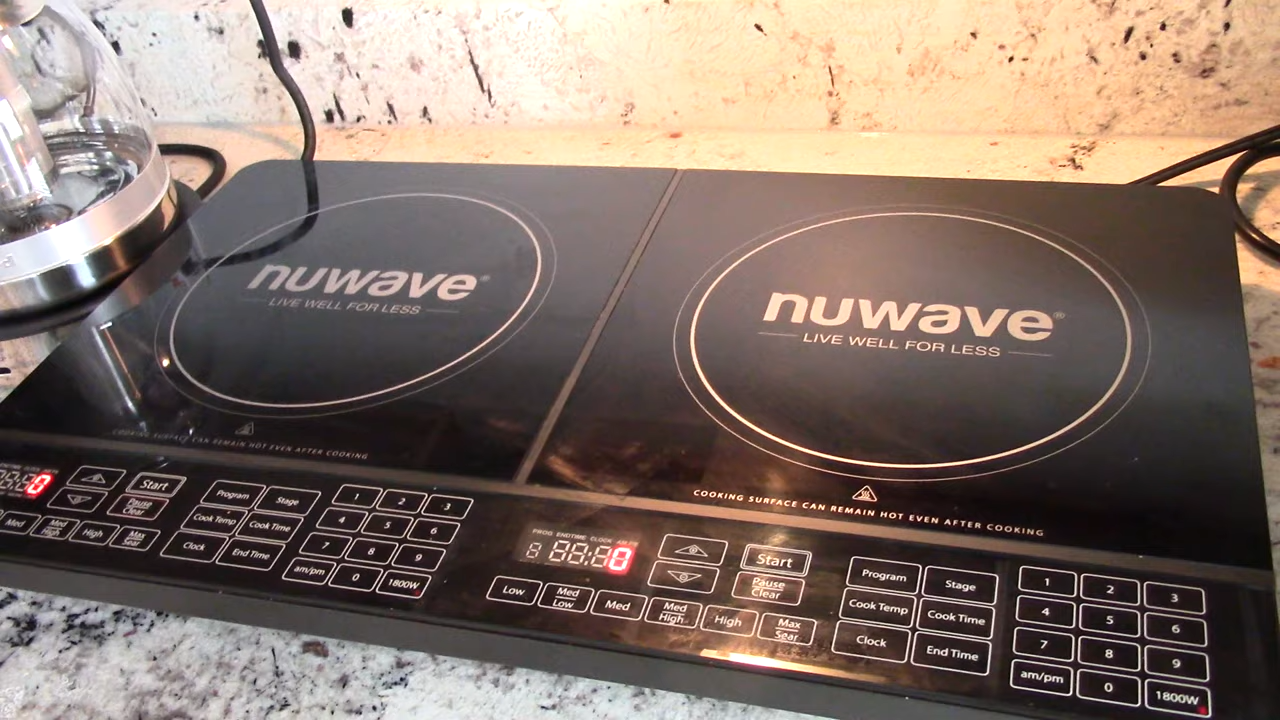 nuwave®
LIVE WELL FOR LESS
nuwave®
LIVE WELL FOR LESS
COOKING SURFACE CAN REMAIN HOT EVEN AFTER COOKING
COOKING SURFACE CAN REMAIN HOT EVEN AFTER COOKING
0
Start
Pause
Clear
Med
Med
High
High
Max
Sear
Program
Stage
Cook Temp
Cook Time
Clock
End Time
1 2 3
4 5 6
7 8 9
am/pm 0 1800W
PROG ENDTIME CLOCK
0
Start
Pause
Clear
Low
Med
Low
Med
Med
High
High
Max
Sear
Program
Stage
Cook Temp
Cook Time
Clock
End Time
1 2 3
4 5 6
7 8 9
am/pm 0 1800W